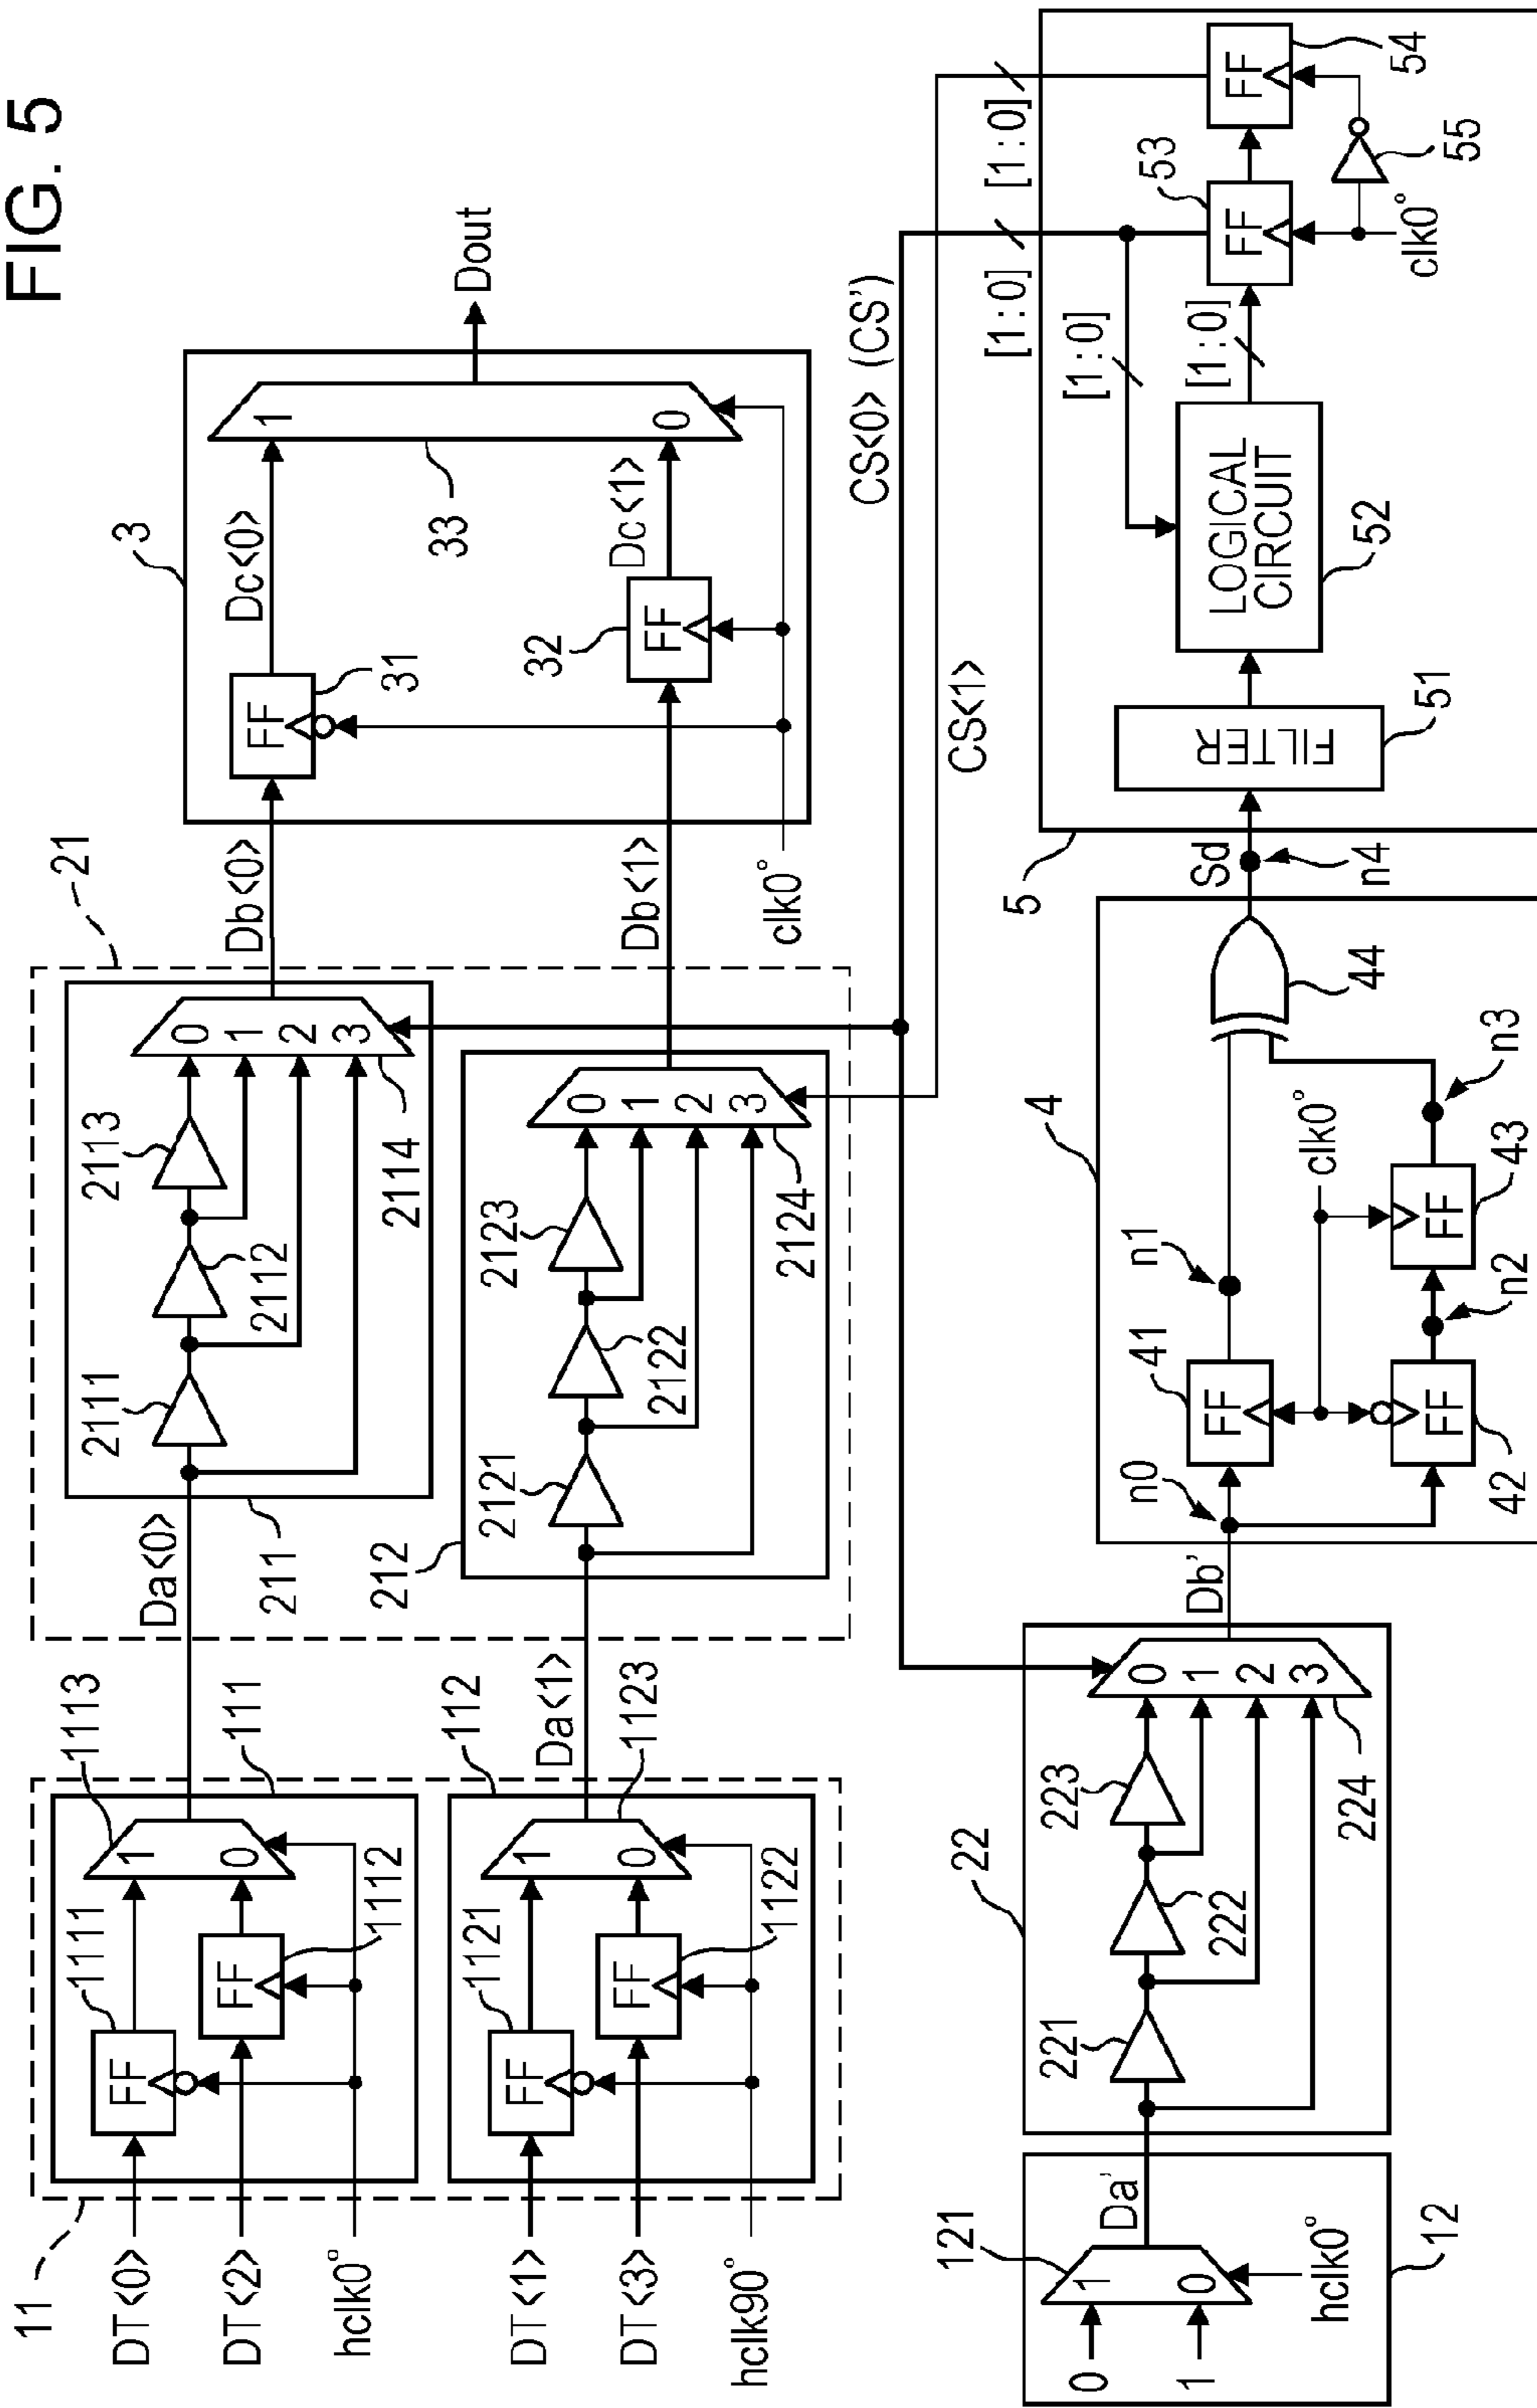 FIG. 5
11
DT<0>
DT<2>
hclk0°
DT<1>
DT<3>
hclk90°
FF
1111
FF
1112
1
0
1113
111
FF
1121
FF
1122
1
0
1123
112
Da<0>
Da<1>
21
211
2111
2112
2113
0
1
2
3
2114
212
2121
2122
2123
0
1
2
3
2124
Db<0>
Db<1>
clk0°
3
FF
31
Dc<0>
FF
32
Dc<1>
1
0
33
Dout
CS<0> (CS')
CS<1>
0
1
121
hclk0°
12
Da'
22
221
222
223
0
1
2
3
224
Db'
4
n0
FF
41
n1
FF
42
n2
FF
43
n3
clk0°
44
Sd
n4
5
FILTER
51
LOGICAL
CIRCUIT
52
[1:0]
[1:0]
[1:0]
[1:0]
FF
53
FF
54
55
clk0°